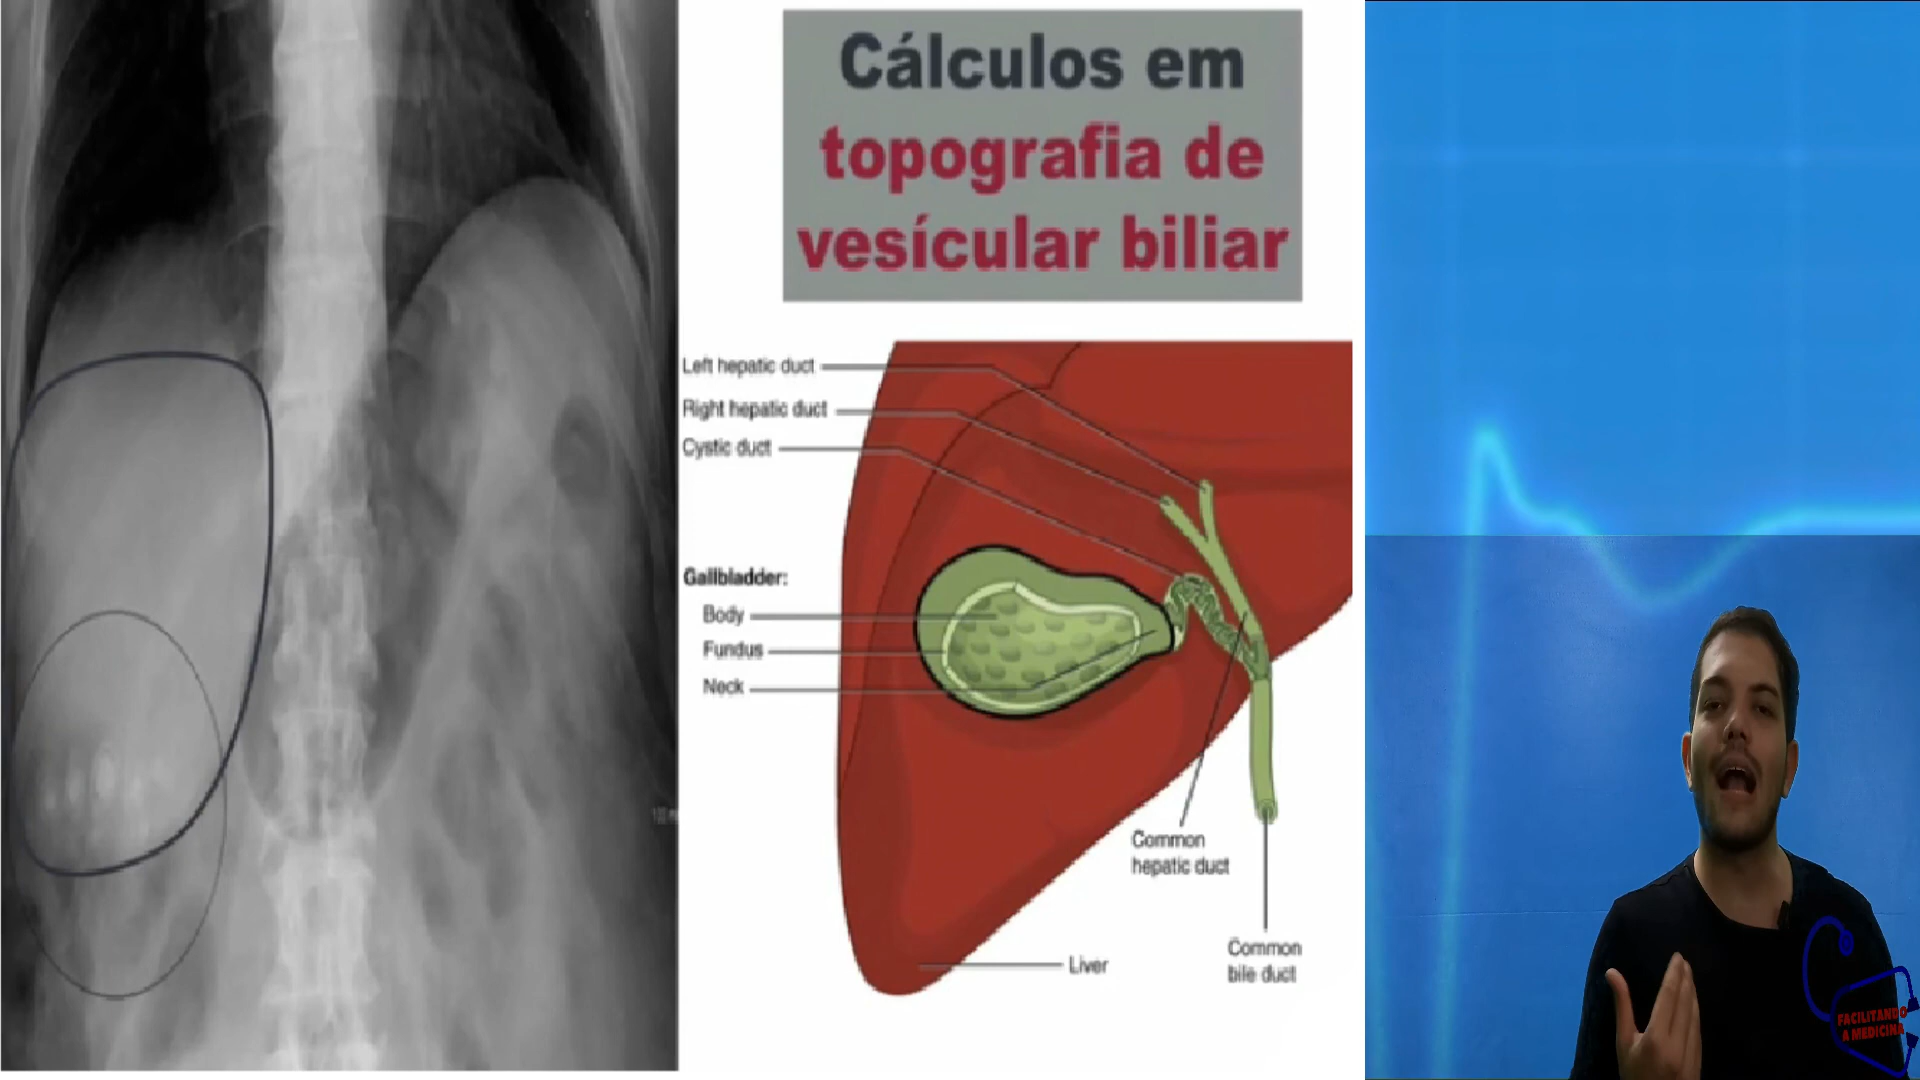 Cálculos em
topografia de
vesícular biliar
Left hepatic duct
Right hepatic duct
Cystic duct
Gallbladder:
Body
Fundus
Neck
Common
hepatic duct
Common
bile duct
Liver
FACILITANDO
A MEDICINA